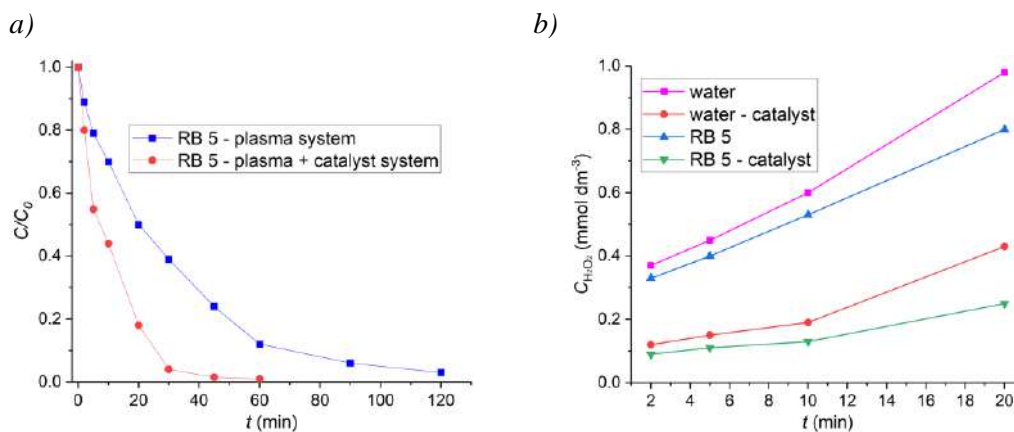 a)
b)
1.0
0.8
0.6
0.4
0.2
0.0
C/C₀
RB 5 - plasma system
RB 5 - plasma + catalyst system
0 20 40 60 80 100 120
t (min)
1.0
0.8
0.6
0.4
0.2
0.0
C_H₂O₂ (mmol dm⁻³)
water
water - catalyst
RB 5
RB 5 - catalyst
2 4 6 8 10 12 14 16 18 20
t (min)